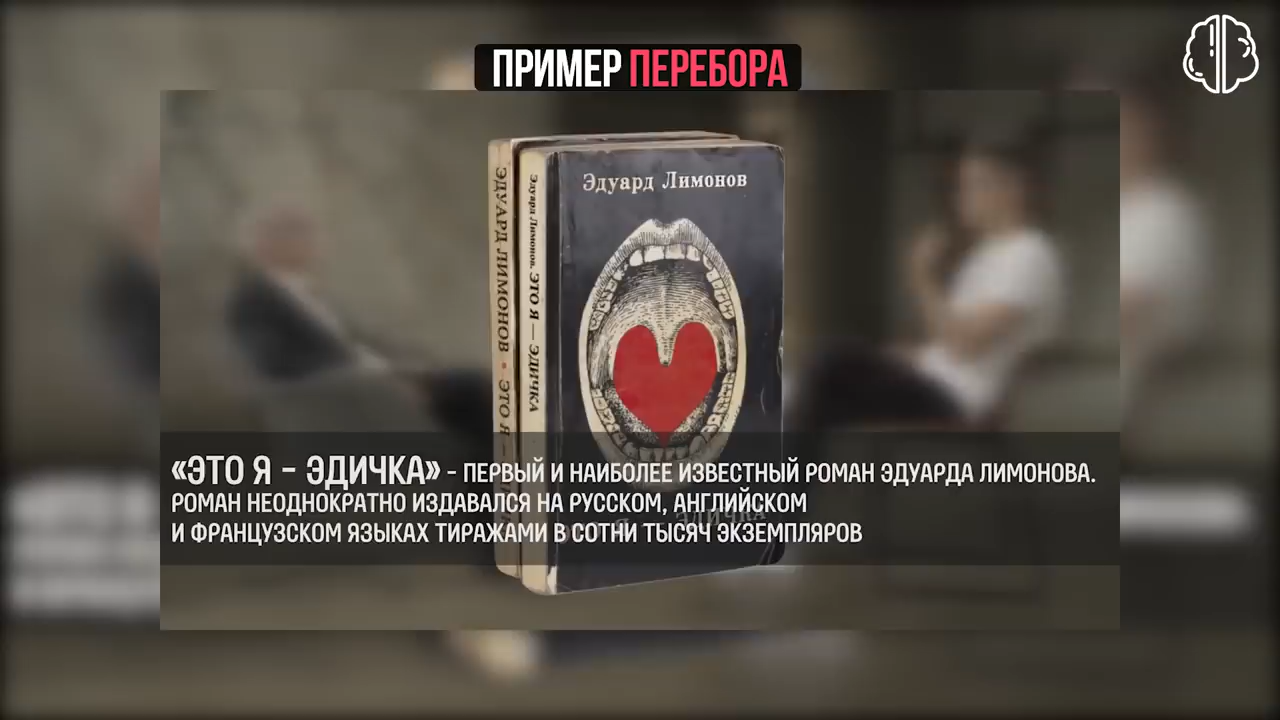 ПРИМЕР ПЕРЕБОРА
Эдуард Лимонов
ЭДУАРД ЛИМОНОВ • ЭТО Я –
Эдуард Лимонов. ЭТО Я — ЭДИЧКА
«ЭТО Я - ЭДИЧКА» - ПЕРВЫЙ И НАИБОЛЕЕ ИЗВЕСТНЫЙ РОМАН ЭДУАРДА ЛИМОНОВА.
РОМАН НЕОДНОКРАТНО ИЗДАВАЛСЯ НА РУССКОМ, АНГЛИЙСКОМ
И ФРАНЦУЗСКОМ ЯЗЫКАХ ТИРАЖАМИ В СОТНИ ТЫСЯЧ ЭКЗЕМПЛЯРОВ